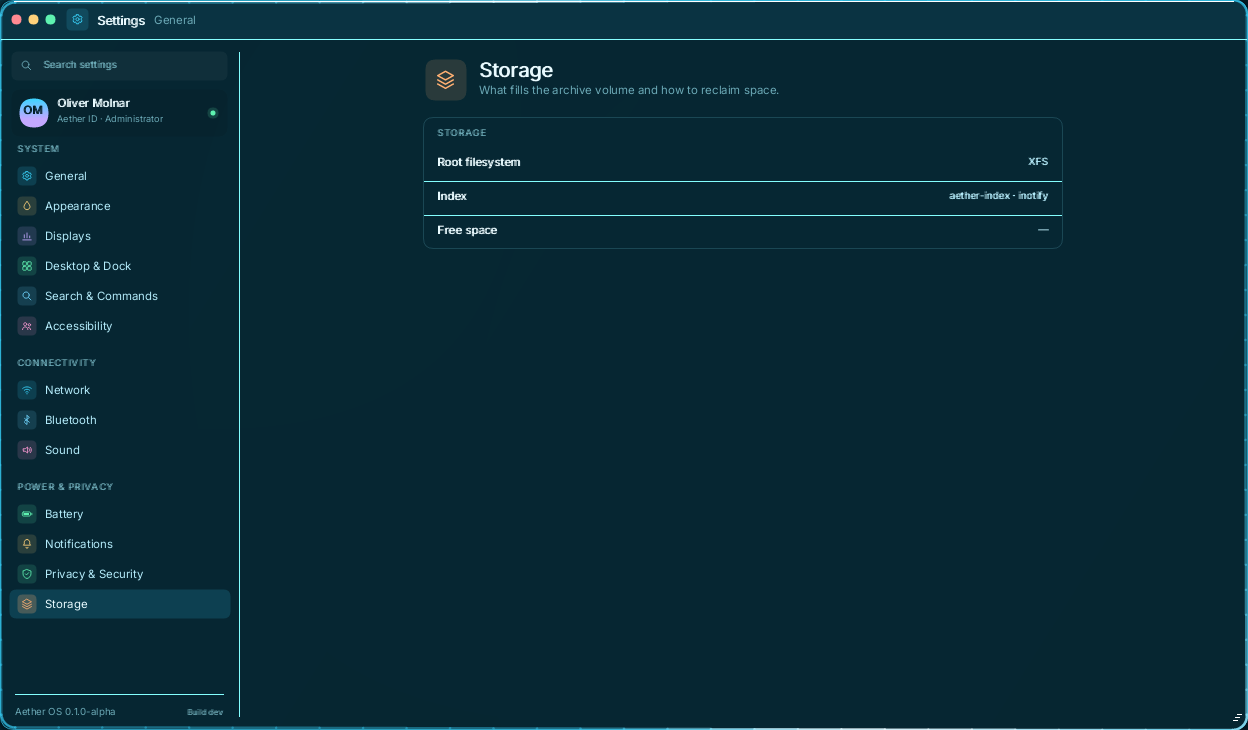 Settings General
Search settings
OM
Oliver Molnar
Aether ID · Administrator
SYSTEM
General
Appearance
Displays
Desktop & Dock
Search & Commands
Accessibility
CONNECTIVITY
Network
Bluetooth
Sound
POWER & PRIVACY
Battery
Notifications
Privacy & Security
Storage
Aether OS 0.1.0-alpha Build dev
Storage
What fills the archive volume and how to reclaim space.
STORAGE
Root filesystem XFS
Index aether-index · inotify
Free space —